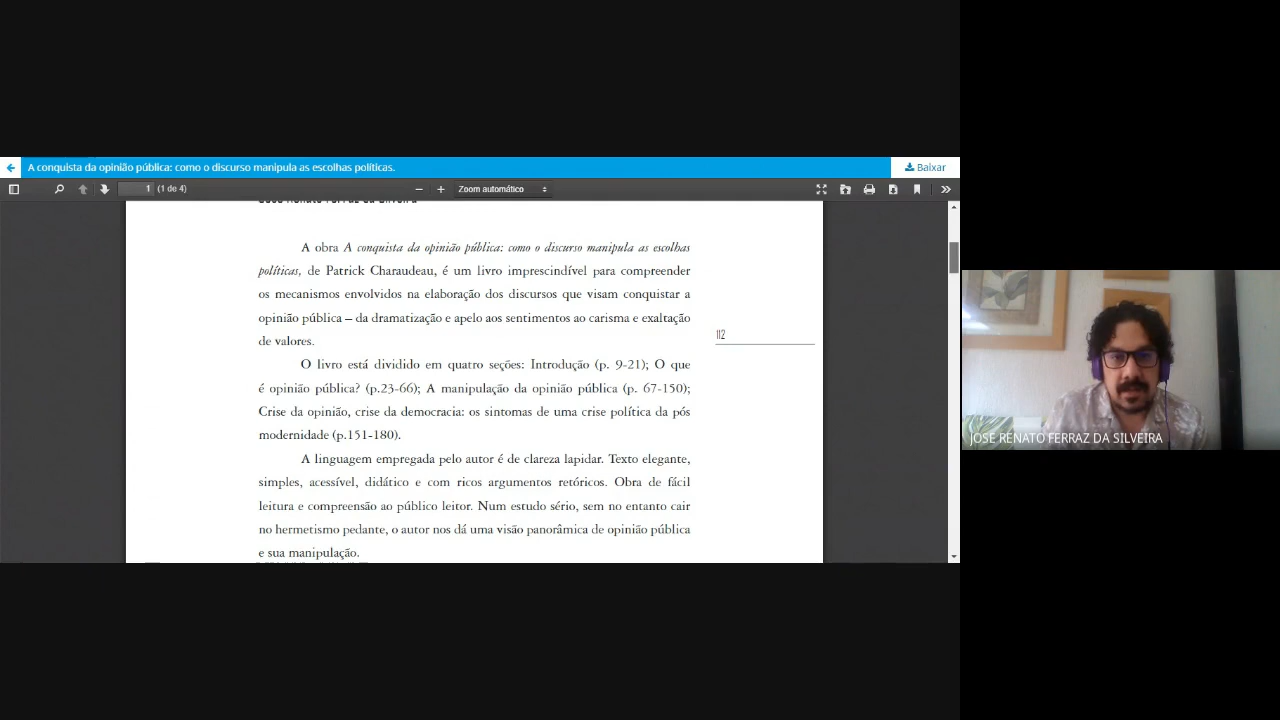 A conquista da opinião pública: como o discurso manipula as escolhas políticas.
Baixar
1 (1 de 4)
Zoom automático
José Renato Ferraz da Silveira
A obra A conquista da opinião pública: como o discurso manipula as escolhas
políticas, de Patrick Charaudeau, é um livro imprescindível para compreender
os mecanismos envolvidos na elaboração dos discursos que visam conquistar a
opinião pública – da dramatização e apelo aos sentimentos ao carisma e exaltação
de valores.
112
O livro está dividido em quatro seções: Introdução (p. 9-21); O que
é opinião pública? (p.23-66); A manipulação da opinião pública (p. 67-150);
Crise da opinião, crise da democracia: os sintomas de uma crise política da pós
modernidade (p.151-180).
A linguagem empregada pelo autor é de clareza lapidar. Texto elegante,
simples, acessível, didático e com ricos argumentos retóricos. Obra de fácil
leitura e compreensão ao público leitor. Num estudo sério, sem no entanto cair
no hermetismo pedante, o autor nos dá uma visão panorâmica de opinião pública
e sua manipulação.
JOSE RENATO FERRAZ DA SILVEIRA